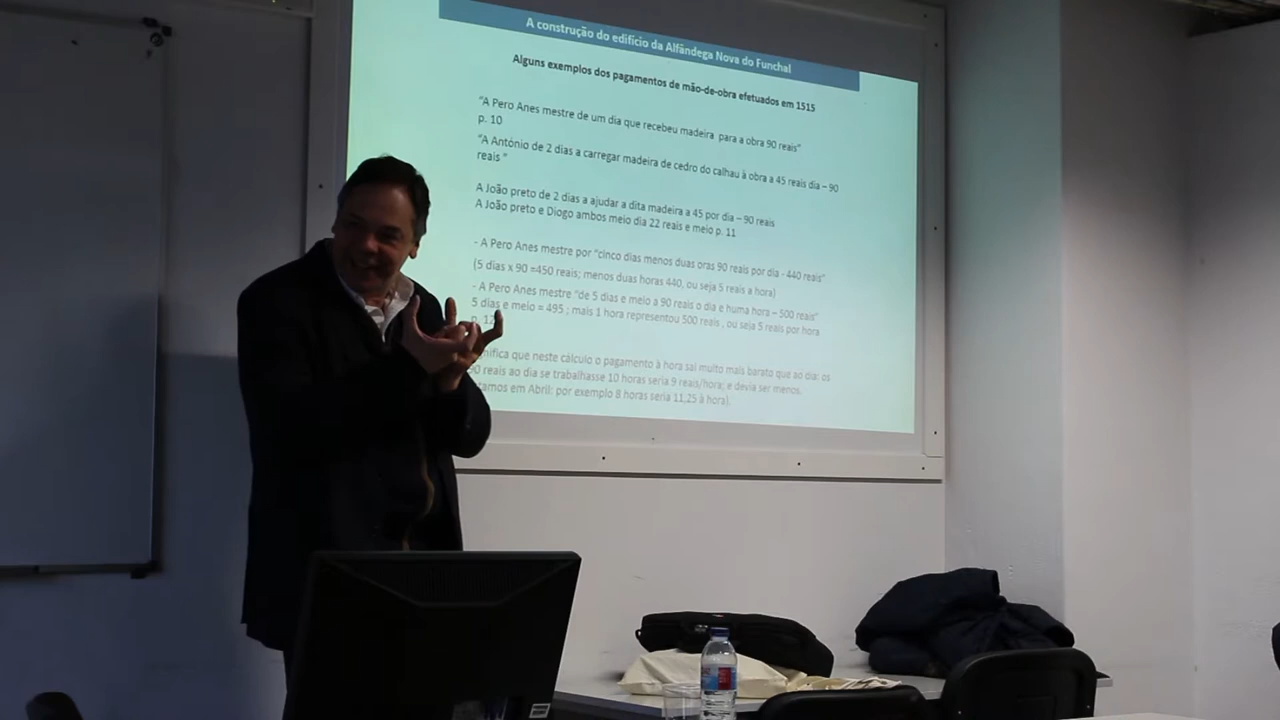 A construção do edifício da Alfândega Nova do Funchal
Alguns exemplos dos pagamentos de mão-de-obra efetuados em 1515
"A Pero Anes mestre de um dia que recebeu madeira para a obra 90 reais"
p. 10
"A António de 2 dias a carregar madeira de cedro do calhau à obra a 45 reais dia – 90
reais "
A João preto de 2 dias a ajudar a dita madeira a 45 por dia – 90 reais
A João preto e Diogo ambos meio dia 22 reais e meio p. 11
- A Pero Anes mestre por "cinco dias menos duas oras 90 reais por dia - 440 reais"
(5 dias x 90 =450 reais; menos duas horas 440, ou seja 5 reais a hora)
- A Pero Anes mestre "de 5 dias e meio a 90 reais o dia e huma hora – 500 reais"
5 dias e meio = 495 ; mais 1 hora representou 500 reais , ou seja 5 reais por hora
p.
que neste cálculo o pagamento à hora sai muito mais barato que ao dia: os
reais ao dia se trabalhasse 10 horas seria 9 reais/hora; e devia ser menos.
em Abril: por exemplo 8 horas seria 11,25 à hora).